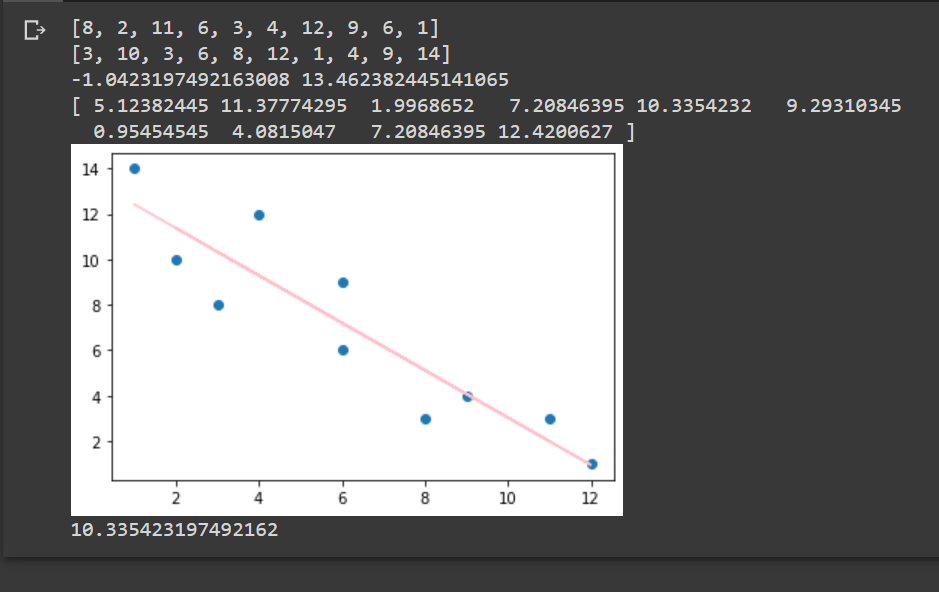 [8, 2, 11, 6, 3, 4, 12, 9, 6, 1]
[3, 10, 3, 6, 8, 12, 1, 4, 9, 14]
-1.0423197492163008 13.462382445141065
[ 5.12382445 11.37774295 1.9968652 7.20846395 10.3354232 9.29310345
0.95454545 4.0815047 7.20846395 12.4200627 ]
14
12
10
8
6
4
2
2 4 6 8 10 12
10.335423197492162